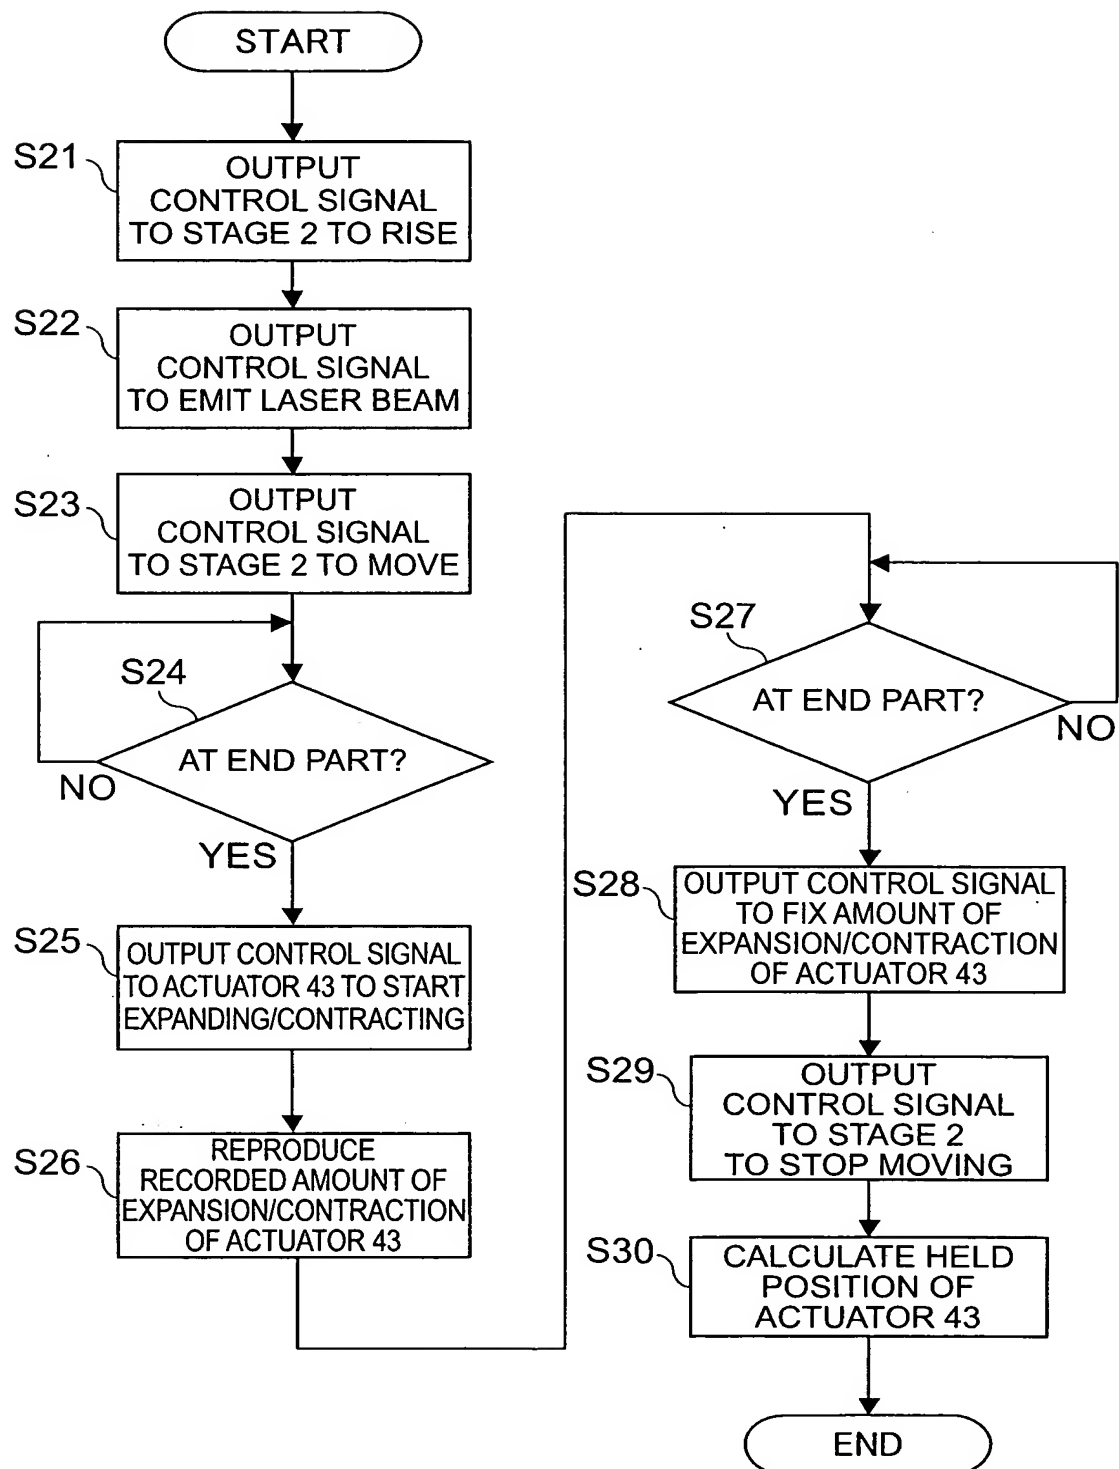 START
S21
OUTPUT
CONTROL SIGNAL
TO STAGE 2 TO RISE
S22
OUTPUT
CONTROL SIGNAL
TO EMIT LASER BEAM
S23
OUTPUT
CONTROL SIGNAL
TO STAGE 2 TO MOVE
S24
AT END PART?
NO
YES
S25
OUTPUT CONTROL SIGNAL
TO ACTUATOR 43 TO START
EXPANDING/CONTRACTING
S26
REPRODUCE
RECORDED AMOUNT OF
EXPANSION/CONTRACTION
OF ACTUATOR 43
S27
AT END PART?
NO
YES
S28
OUTPUT CONTROL SIGNAL
TO FIX AMOUNT OF
EXPANSION/CONTRACTION
OF ACTUATOR 43
S29
OUTPUT
CONTROL SIGNAL
TO STAGE 2
TO STOP MOVING
S30
CALCULATE HELD
POSITION OF
ACTUATOR 43
END